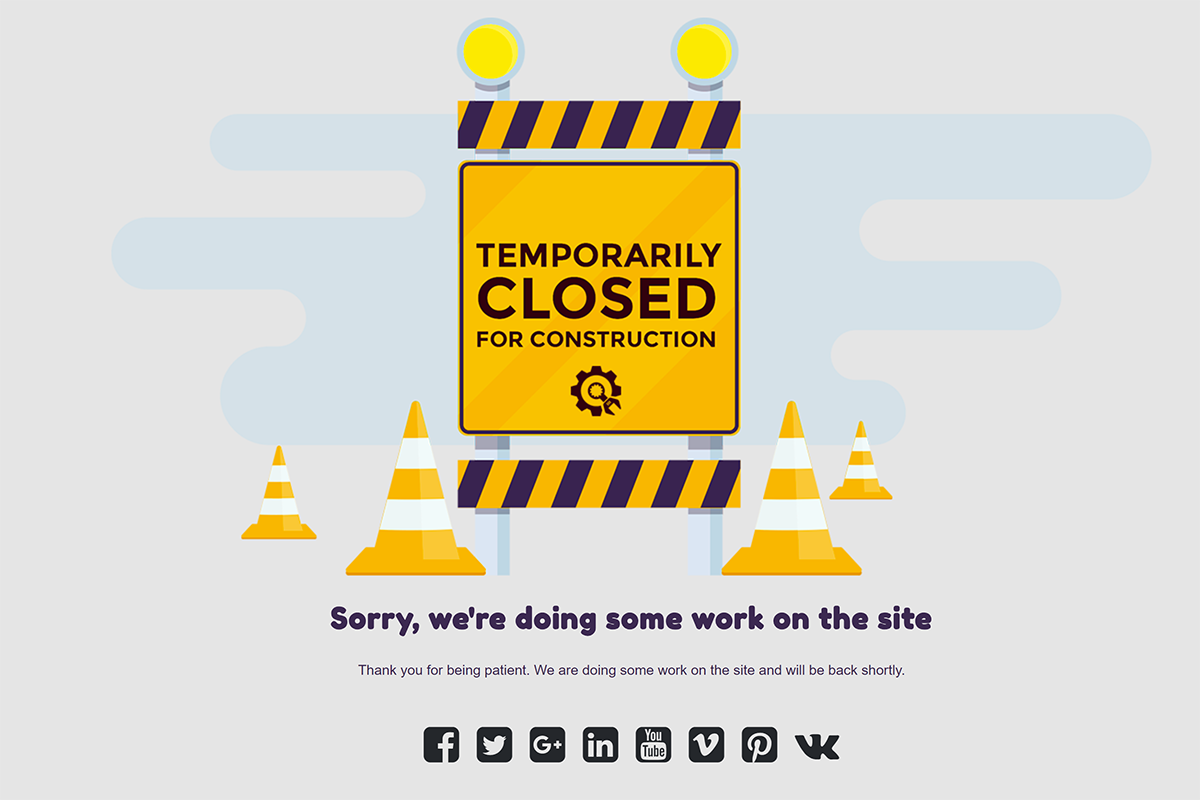 TEMPORARILY
CLOSED
FOR CONSTRUCTION
Sorry, we're doing some work on the site
Thank you for being patient. We are doing some work on the site and will be back shortly.
f G+ in You Tube V P VK